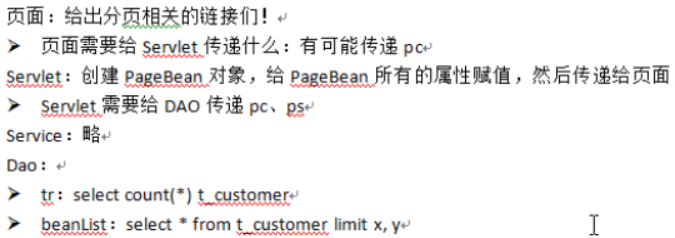 页面：给出分页相关的链接们！
➢ 页面需要给 Servlet 传递什么：有可能传递 pc
Servlet：创建 PageBean 对象，给 PageBean 所有的属性赋值，然后传递给页面
➢ Servlet 需要给 DAO 传递 pc、ps
Service：略
Dao：
➢ tr：select count(*) t_customer
➢ beanList：select * from t_customer limit x, y